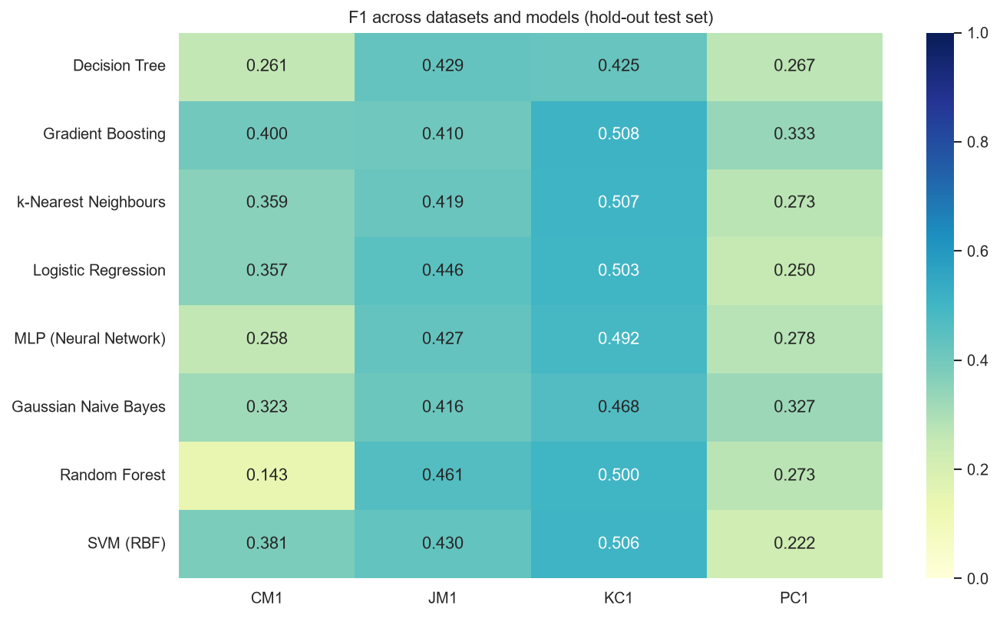 F1 across datasets and models (hold-out test set)
Decision Tree 0.261 0.429 0.425 0.267
Gradient Boosting 0.400 0.410 0.508 0.333
k-Nearest Neighbours 0.359 0.419 0.507 0.273
Logistic Regression 0.357 0.446 0.503 0.250
MLP (Neural Network) 0.258 0.427 0.492 0.278
Gaussian Naive Bayes 0.323 0.416 0.468 0.327
Random Forest 0.143 0.461 0.500 0.273
SVM (RBF) 0.381 0.430 0.506 0.222
CM1 JM1 KC1 PC1
1.0
0.8
0.6
0.4
0.2
0.0